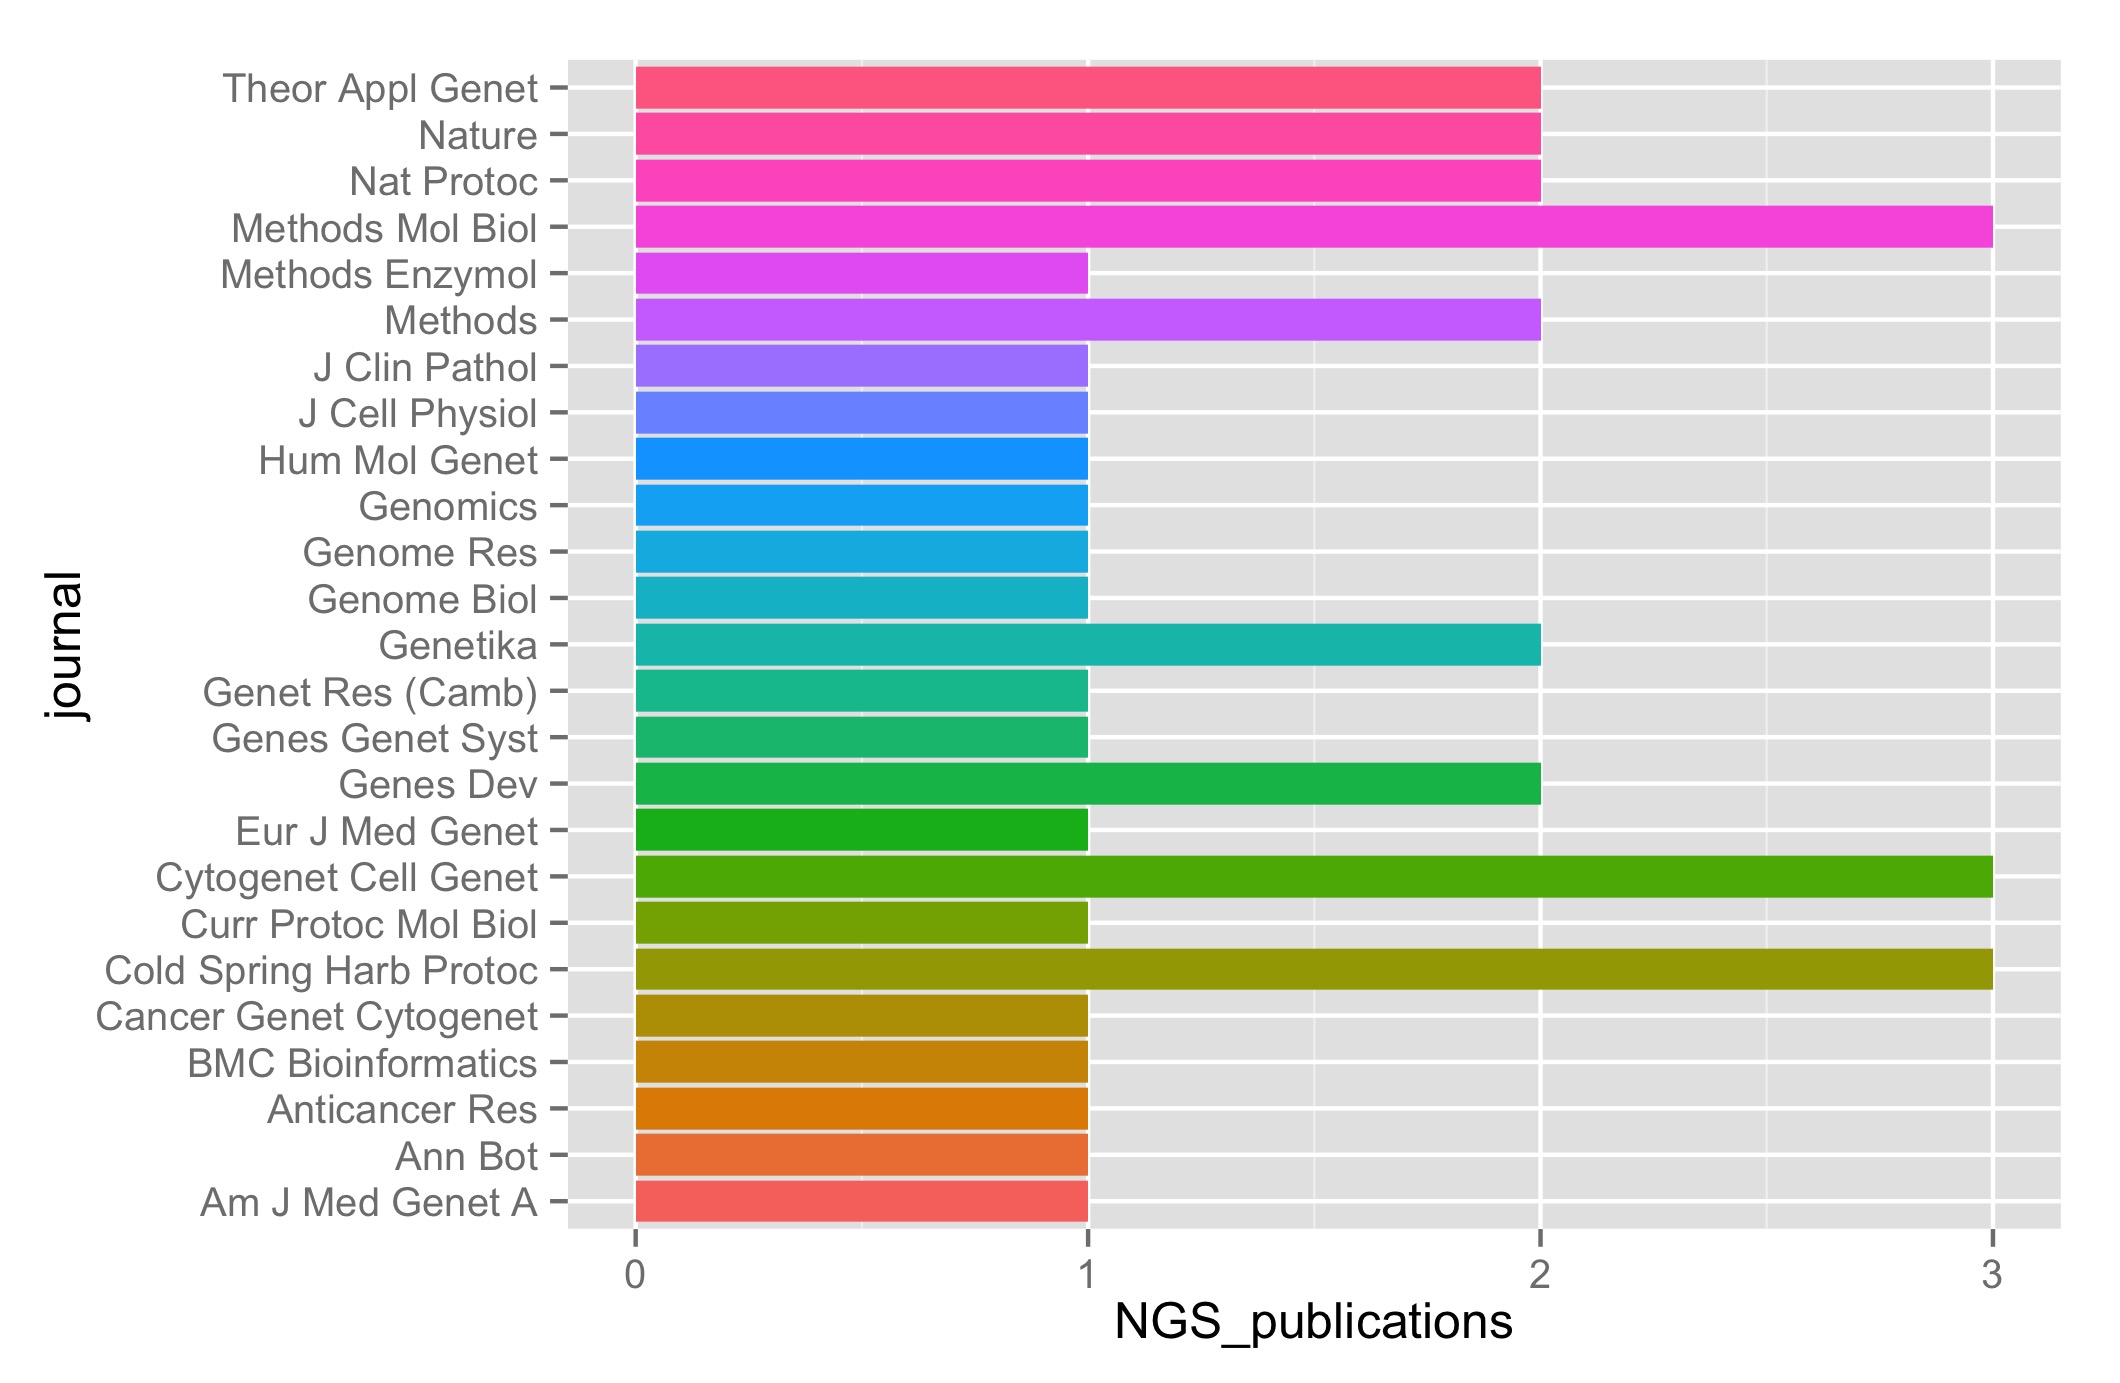 Theor Appl Genet
Nature
Nat Protoc
Methods Mol Biol
Methods Enzymol
Methods
J Clin Pathol
J Cell Physiol
Hum Mol Genet
Genomics
Genome Res
Genome Biol
Genetika
Genet Res (Camb)
Genes Genet Syst
Genes Dev
Eur J Med Genet
Cytogenet Cell Genet
Curr Protoc Mol Biol
Cold Spring Harb Protoc
Cancer Genet Cytogenet
BMC Bioinformatics
Anticancer Res
Ann Bot
Am J Med Genet A
journal
0 1 2 3
NGS_publications